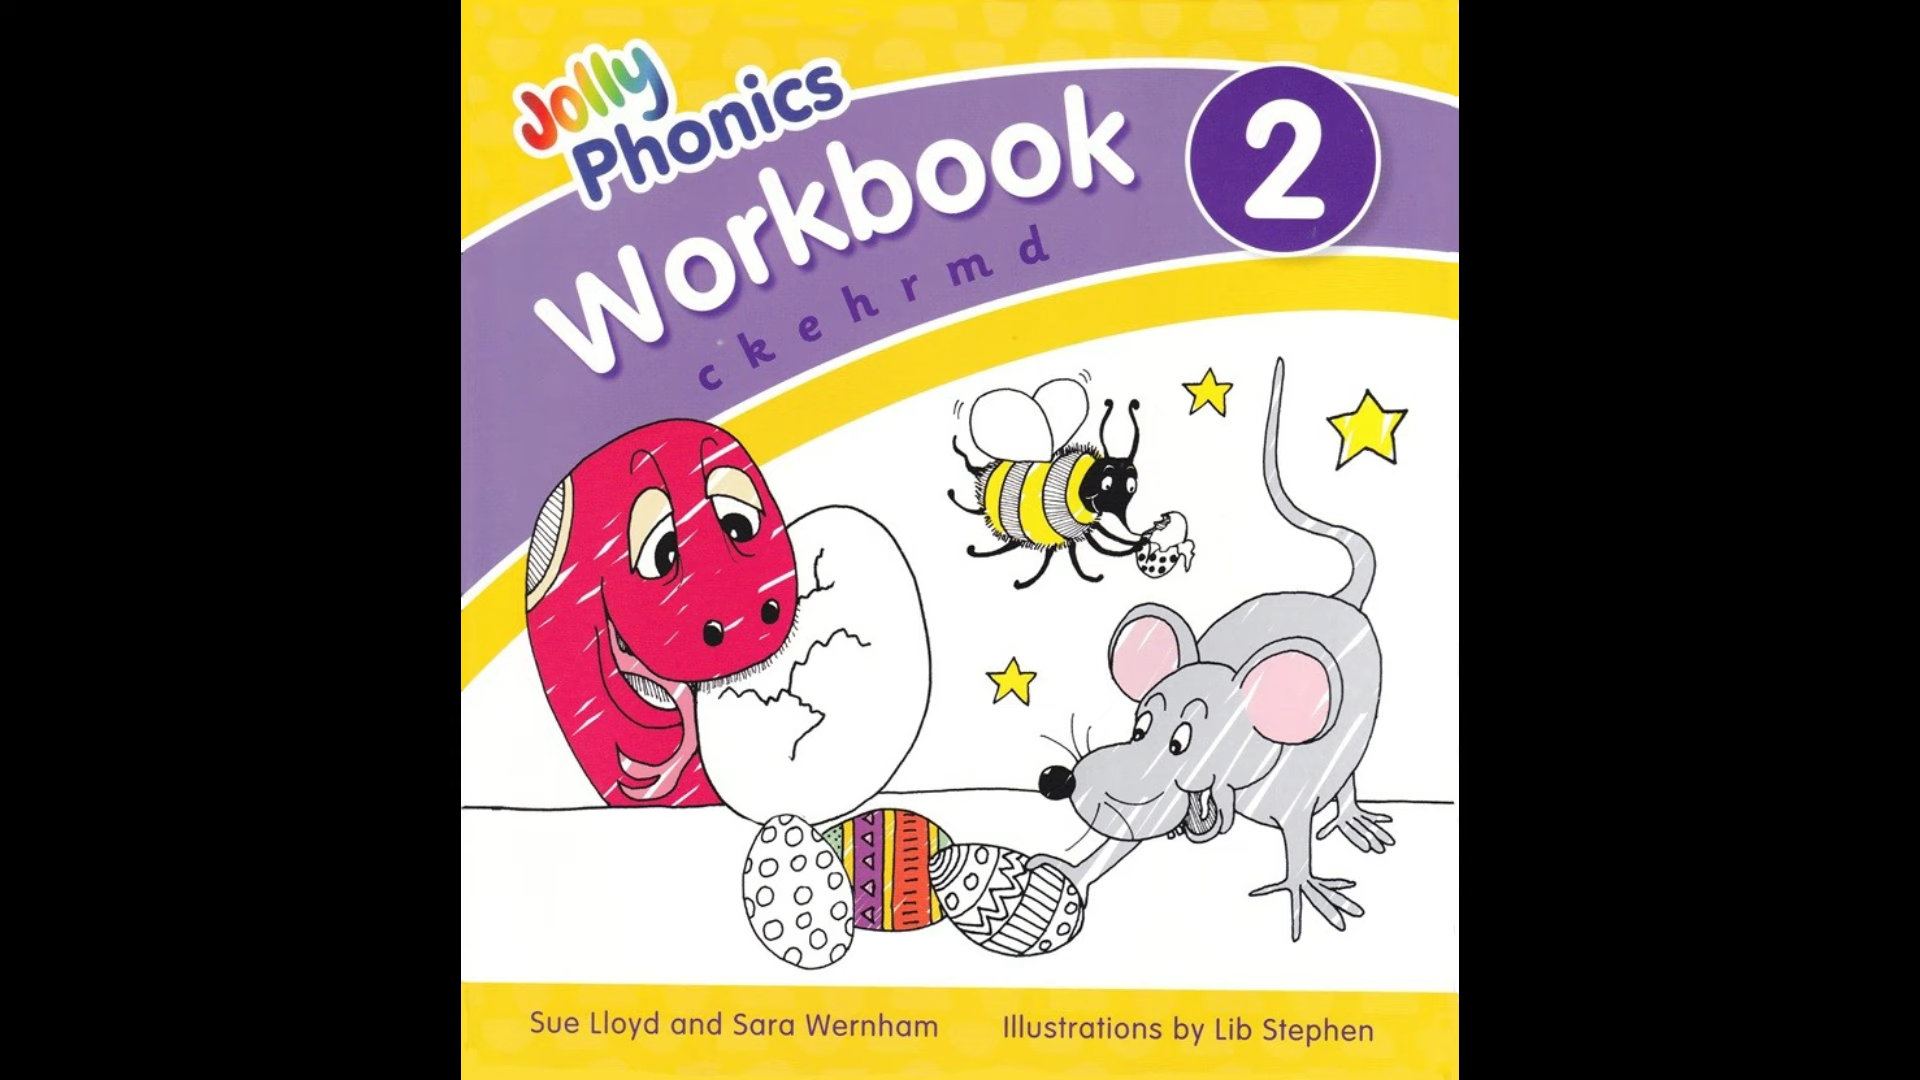 Jolly
Phonics
Workbook 2
c k e h r m d
Sue Lloyd and Sara Wernham
Illustrations by Lib Stephen